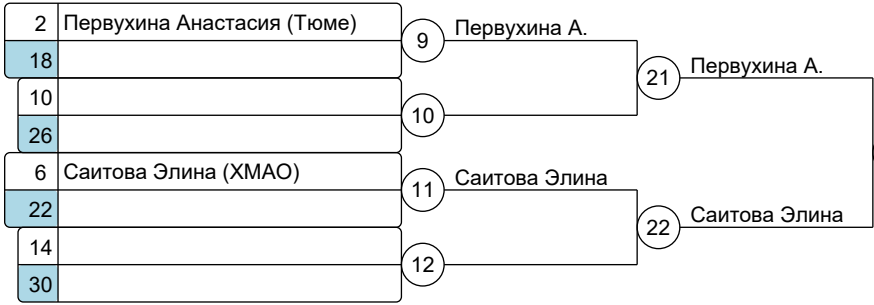 2 Первухина Анастасия (Тюме)
9 Первухина А.
18
21 Первухина А.
10
10
26
6 Саитова Элина (ХМАО)
11 Саитова Элина
22
22 Саитова Элина
14
12
30